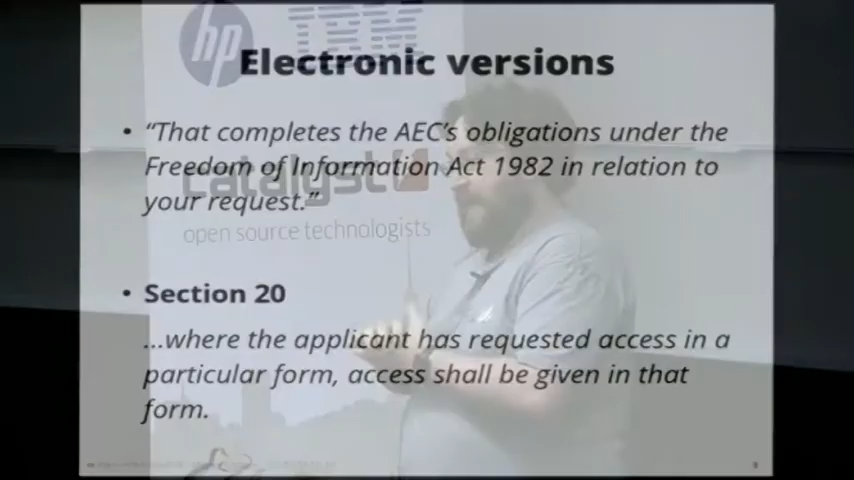 hp
IBM
Electronic versions
• "That completes the AEC's obligations under the
Freedom of Information Act 1982 in relation to
your request."
catalyst
open source technologists
• Section 20
...where the applicant has requested access in a
particular form, access shall be given in that
form.